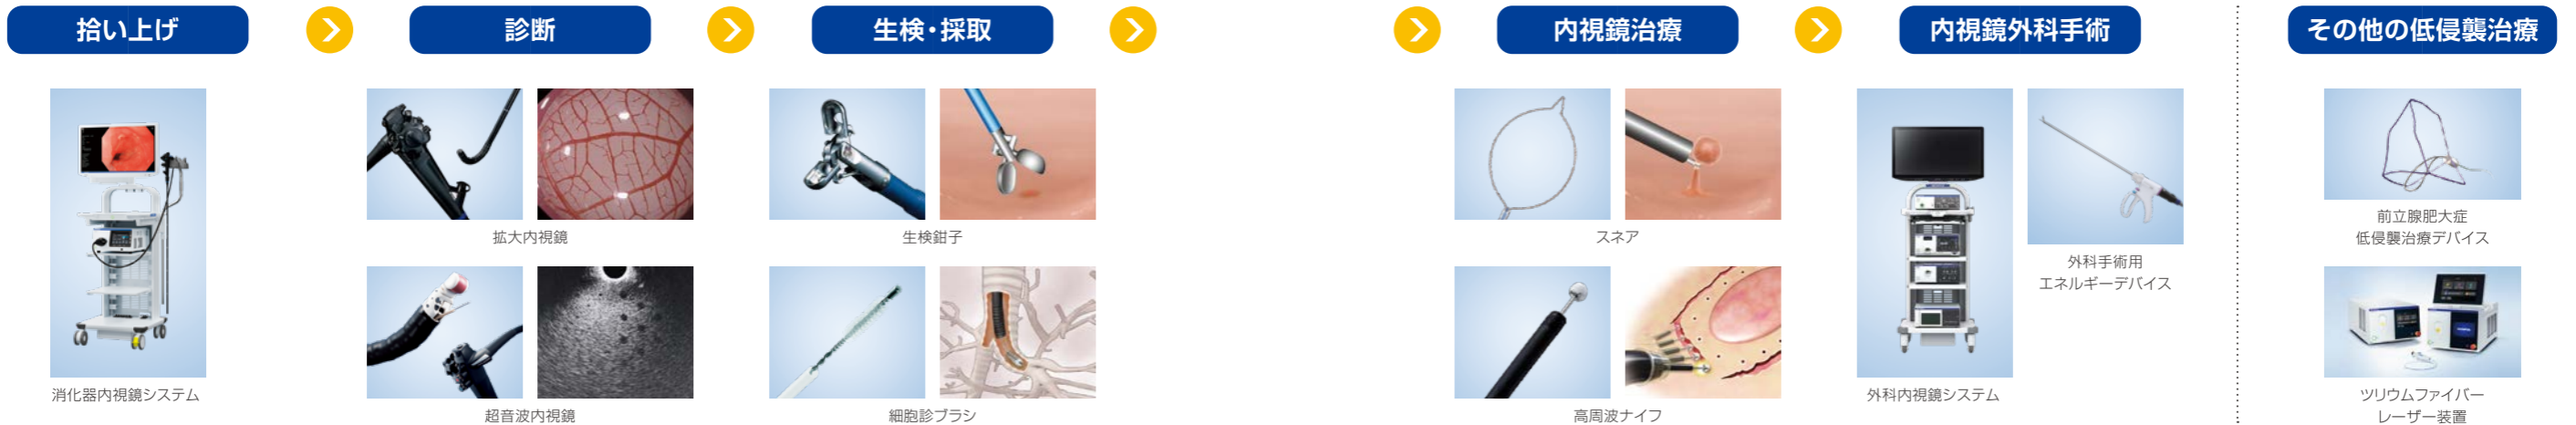 拾い上げ
診断
生検・採取
内視鏡治療
内視鏡外科手術
その他の低侵襲治療
消化器内視鏡システム
拡大内視鏡
超音波内視鏡
生検鉗子
細胞診ブラシ
スネア
高周波ナイフ
外科内視鏡システム
外科手術用
エネルギーデバイス
前立腺肥大症
低侵襲治療デバイス
ツリウムファイバー
レーザー装置